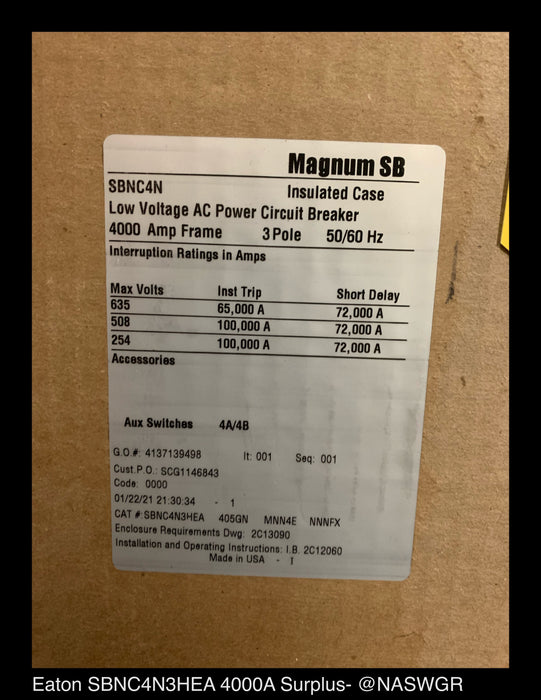 Magnum SB
SBNC4N Insulated Case
Low Voltage AC Power Circuit Breaker
4000 Amp Frame 3 Pole 50/60 Hz
Interruption Ratings in Amps
Max Volts Inst Trip Short Delay
635 65,000 A 72,000 A
508 100,000 A 72,000 A
254 100,000 A 72,000 A
Accessories
Aux Switches 4A/4B
G.O.#: 4137139498 It: 001 Seq: 001
Cust.P.O.: SCG1146843
Code: 0000
01/22/21 21:30:34 - 1
CAT #:SBNC4N3HEA 405GN MNN4E NNNFX
Enclosure Requirements Dwg: 2C13090
Installation and Operating Instructions: I.B. 2C12060
Made in USA - I
Eaton SBNC4N3HEA 4000A Surplus- @NASWGR